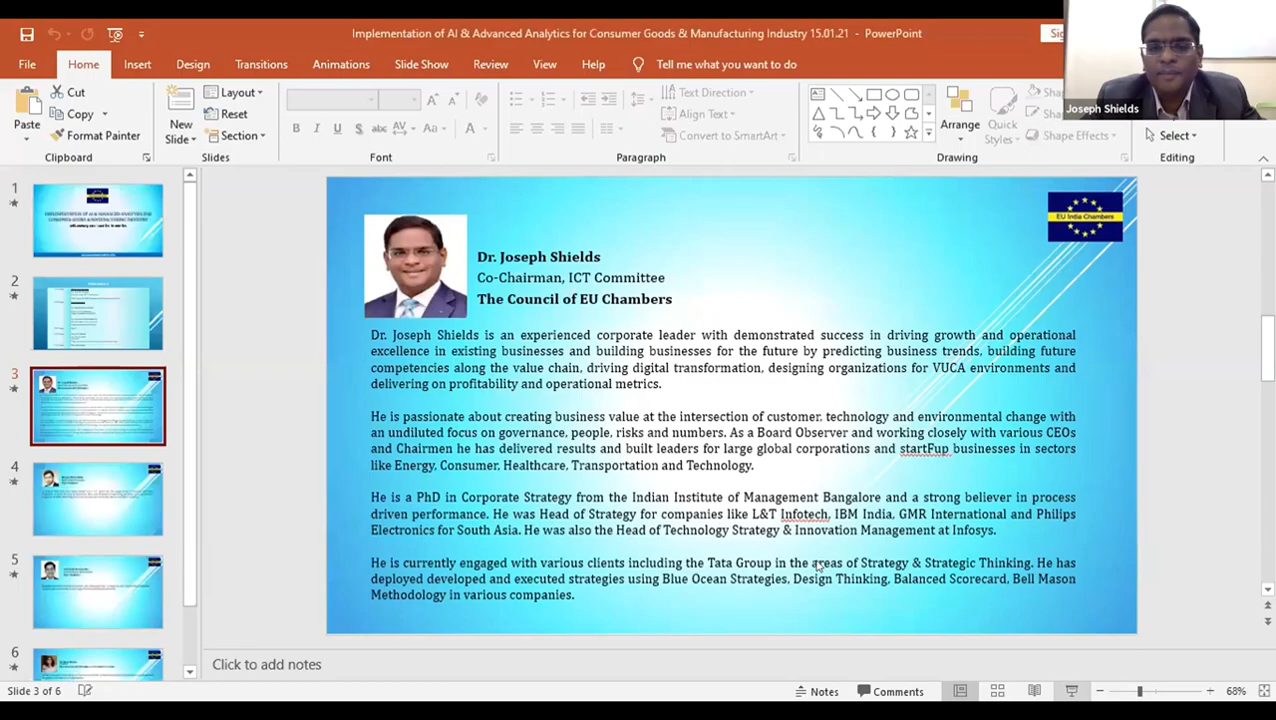 Implementation of AI & Advanced Analytics for Consumer Goods & Manufacturing Industry 15.01.21 - PowerPoint
File Home Insert Design Transitions Animations Slide Show Review View Help Tell me what you want to do
Joseph Shields
Paste
Cut
Copy
Format Painter
Clipboard
New
Slide
Layout
Reset
Section
Slides
Font
Text Direction
Align Text
Convert to SmartArt
Paragraph
Arrange
Quick
Styles
Shape Effects
Drawing
Select
Editing
1
2
3
4
5
6
EU India Chambers
Dr. Joseph Shields
Co-Chairman, ICT Committee
The Council of EU Chambers
Dr. Joseph Shields is an experienced corporate leader with demonstrated success in driving growth and operational
excellence in existing businesses and building businesses for the future by predicting business trends, building future
competencies along the value chain, driving digital transformation, designing organizations for VUCA environments and
delivering on profitability and operational metrics.
He is passionate about creating business value at the intersection of customer, technology and environmental change with
an undiluted focus on governance, people, risks and numbers. As a Board Observer and working closely with various CEOs
and Chairmen he has delivered results and built leaders for large global corporations and startFup businesses in sectors
like Energy, Consumer, Healthcare, Transportation and Technology.
He is a PhD in Corporate Strategy from the Indian Institute of Management Bangalore and a strong believer in process
driven performance. He was Head of Strategy for companies like L&T Infotech, IBM India, GMR International and Philips
Electronics for South Asia. He was also the Head of Technology Strategy & Innovation Management at Infosys.
He is currently engaged with various clients including the Tata Group in the areas of Strategy & Strategic Thinking. He has
deployed developed and executed strategies using Blue Ocean Strategies, Design Thinking, Balanced Scorecard, Bell Mason
Methodology in various companies.
Click to add notes
Slide 3 of 6
Notes
Comments
68%